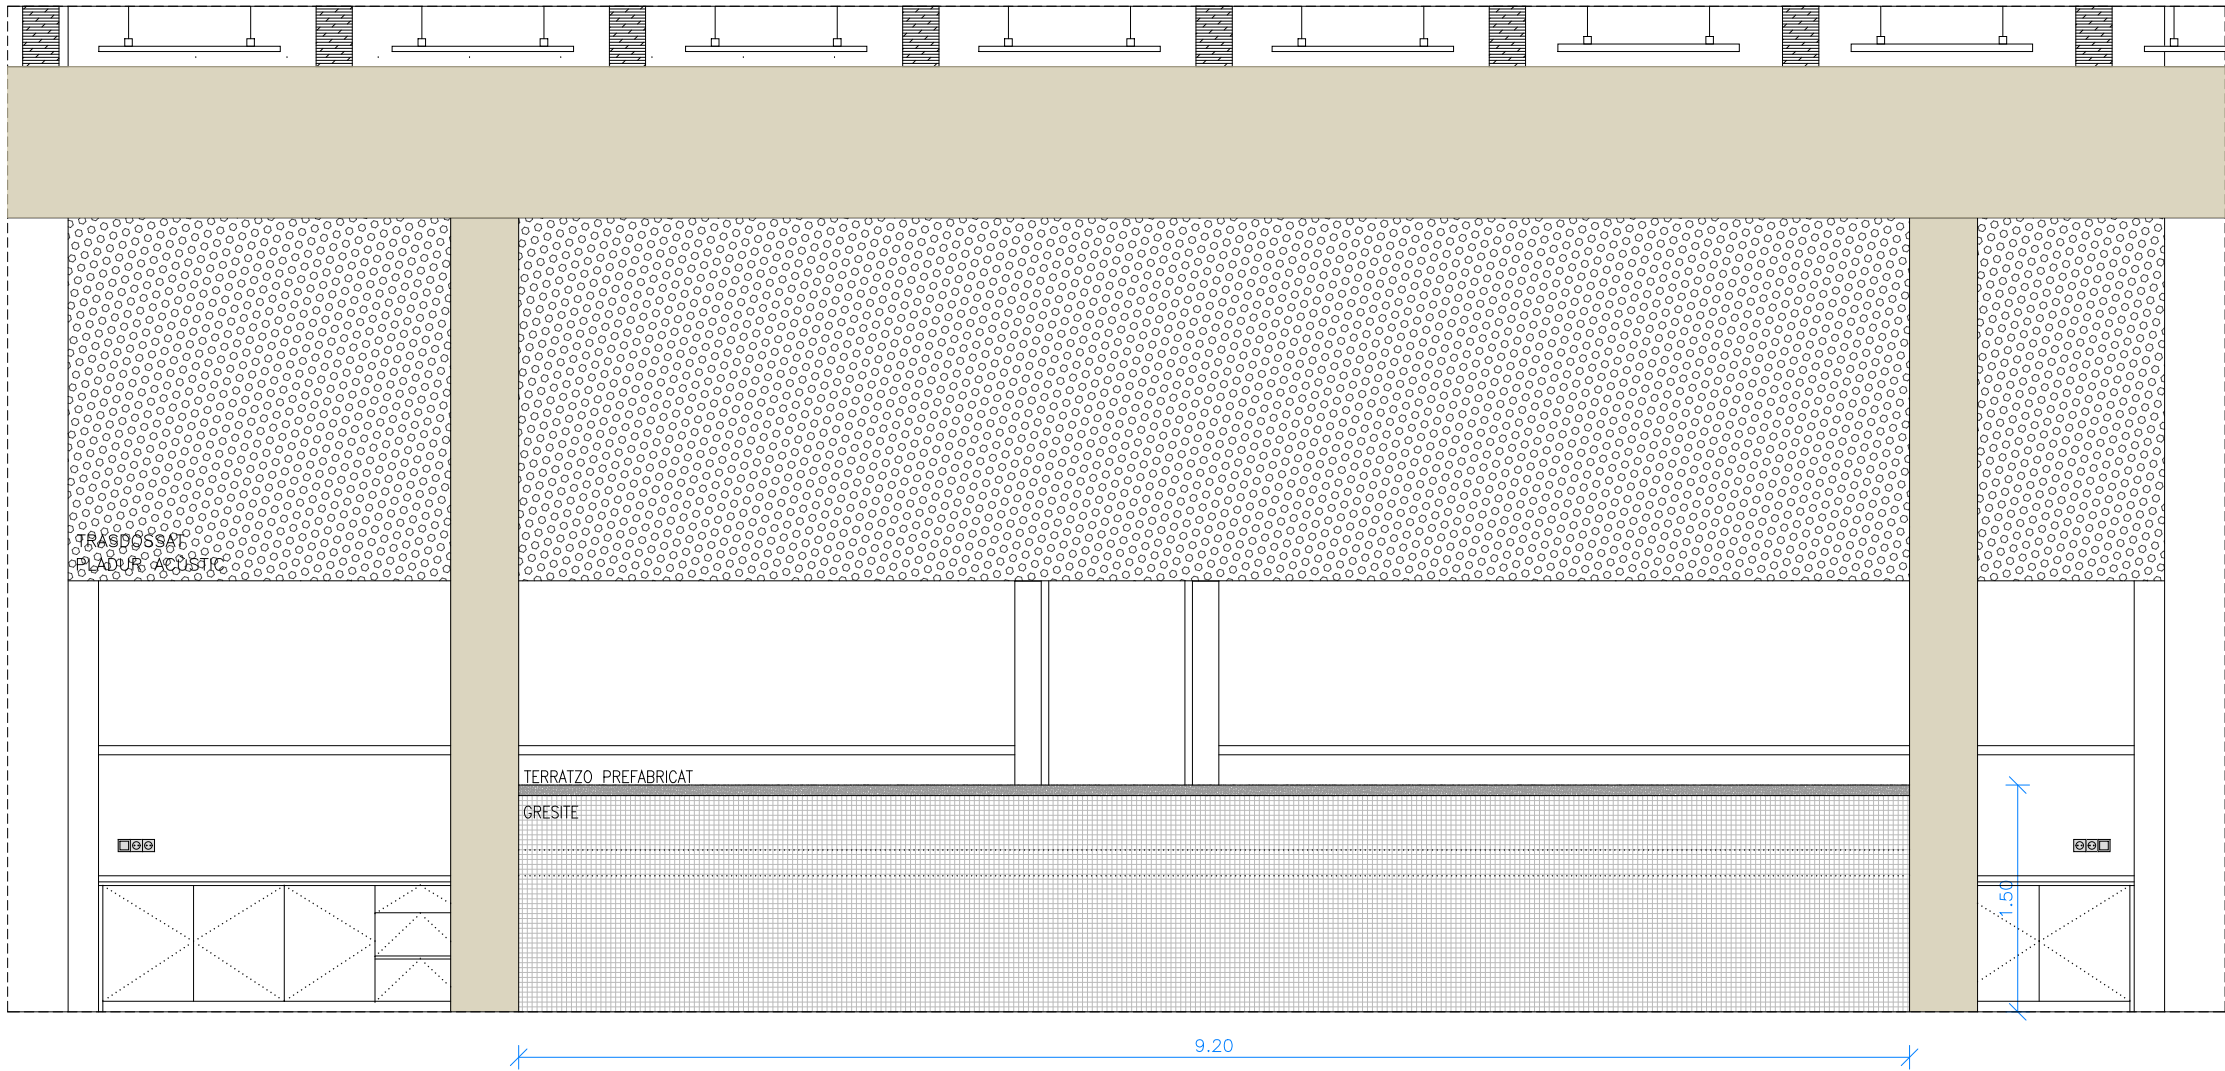 TRASDOSSAT
PLADUR ACÚSTIC
TERRATZO PREFABRICAT
GRESITE
1.50
9.20